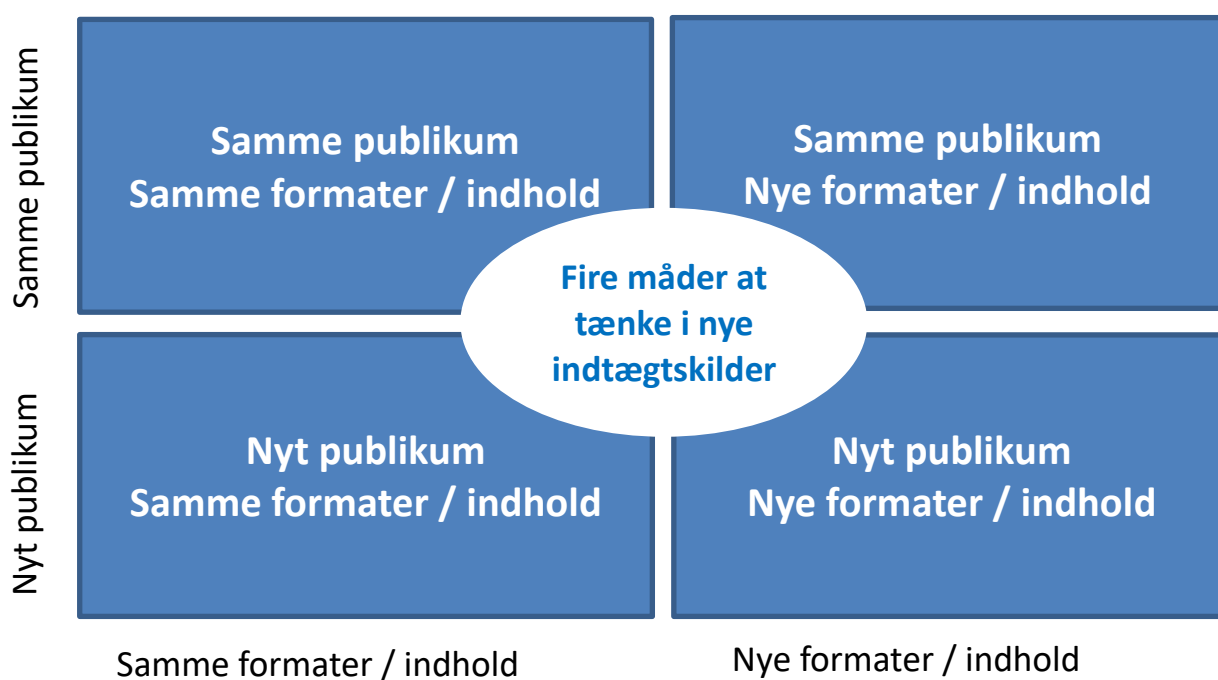 Samme publikum
Samme publikum
Samme formater / indhold
Samme publikum
Nye formater / indhold
Fire måder at
tænke i nye
indtægtskilder
Nyt publikum
Nyt publikum
Samme formater / indhold
Nyt publikum
Nye formater / indhold
Samme formater / indhold
Nye formater / indhold